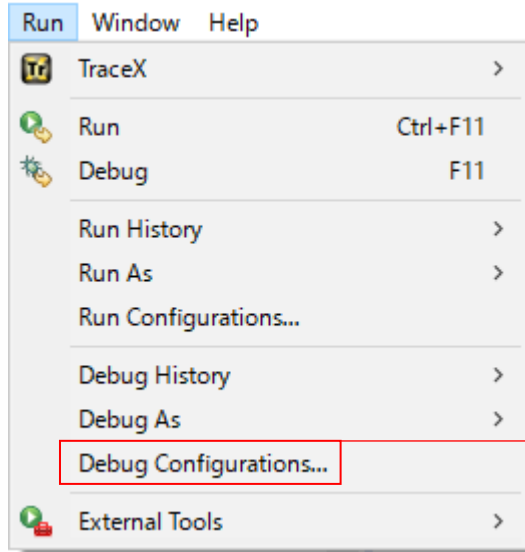 Run Window Help
Tr TraceX
Run Ctrl+F11
Debug F11
Run History
Run As
Run Configurations...
Debug History
Debug As
Debug Configurations...
External Tools